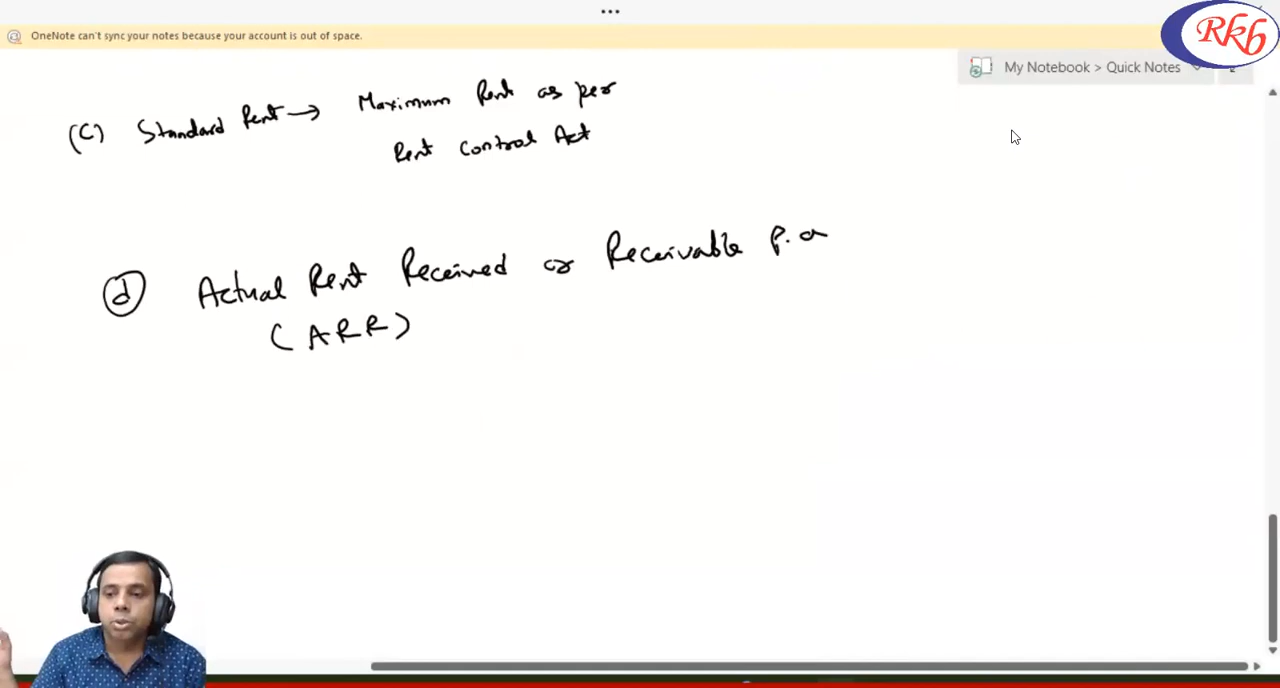 ...
RKb
OneNote can't sync your notes because your account is out of space.
My Notebook > Quick Notes
(C) Standard Rent → Maximum Rent as per
Rent Control Act
(d) Actual Rent Received or Receivable P.a
(ARR)